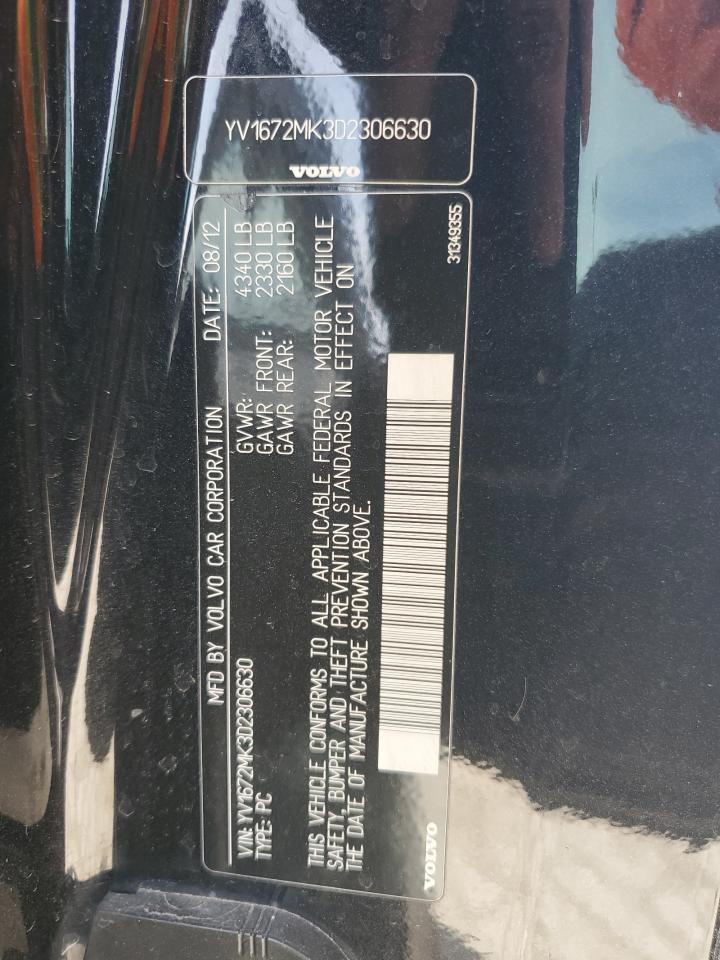 YV1672MK3D2306630
VOLVO
MFD BY VOLVO CAR CORPORATION DATE: 08/12
VIN: YV1672MK3D2306630 GVWR: 4340 LB
TYPE: PC GAWR FRONT: 2330 LB
GAWR REAR: 2160 LB
THIS VEHICLE CONFORMS TO ALL APPLICABLE FEDERAL MOTOR VEHICLE
SAFETY, BUMPER AND THEFT PREVENTION STANDARDS IN EFFECT ON
THE DATE OF MANUFACTURE SHOWN ABOVE.
VOLVO 31349355